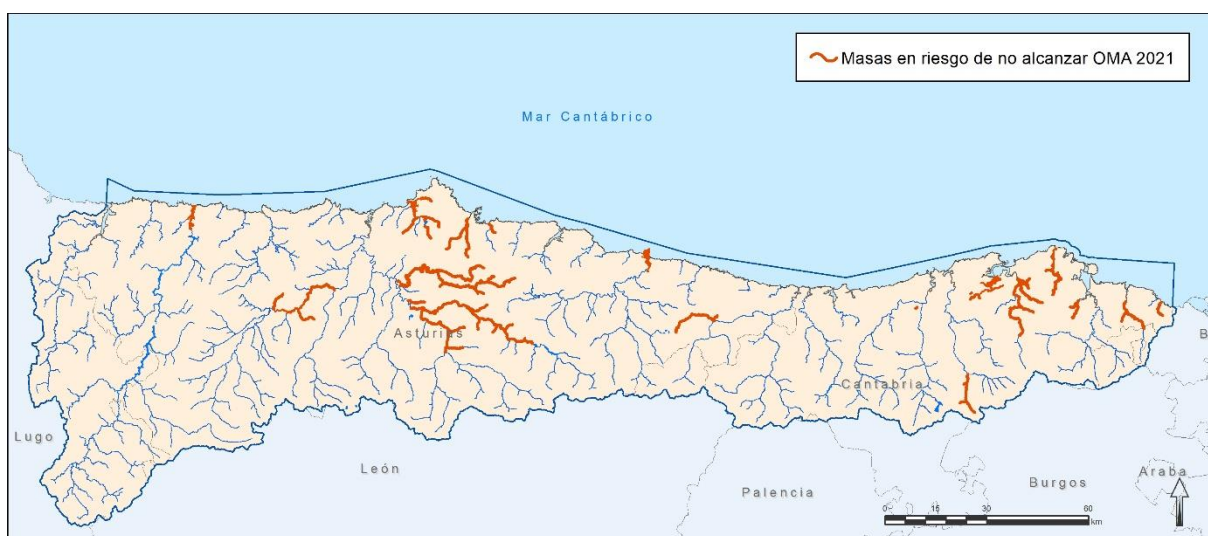 Masas en riesgo de no alcanzar OMA 2021
Mar Cantábrico
Asturias
Cantabria
B
Lugo
León
Palencia
Burgos
Araba
0 15 30 60
km